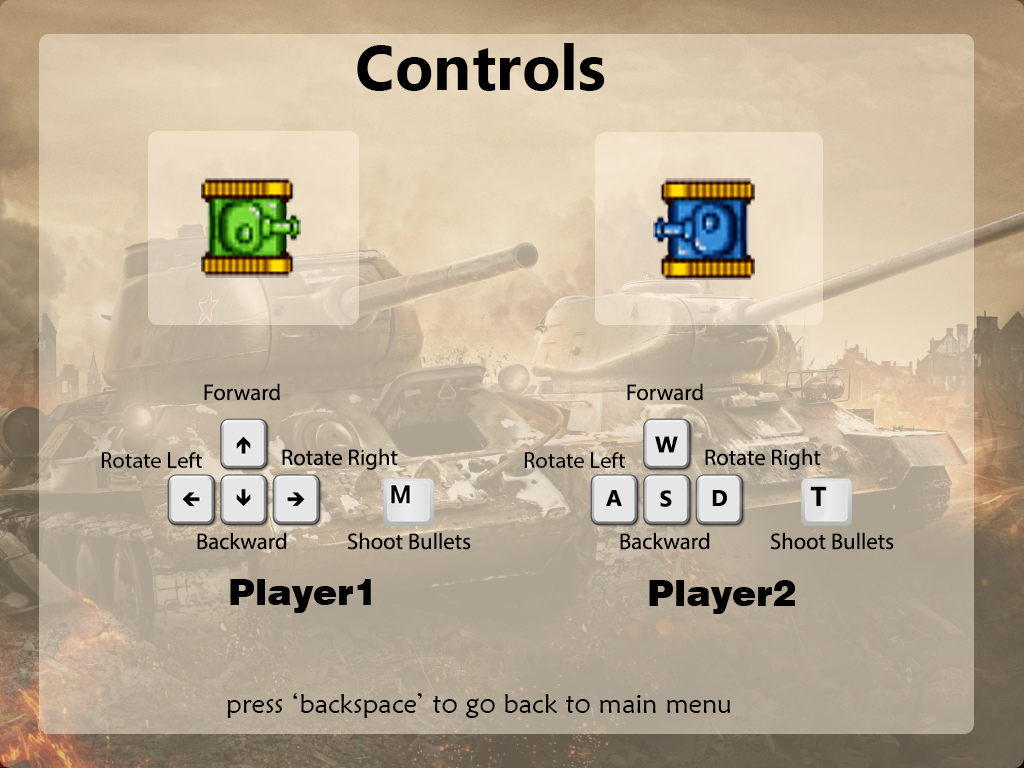 Controls
Forward
↑
Rotate Left
Rotate Right
← ↓ →
M
Backward
Shoot Bullets
Player1
Forward
W
Rotate Left
Rotate Right
A S D
T
Backward
Shoot Bullets
Player2
press ‘backspace’ to go back to main menu